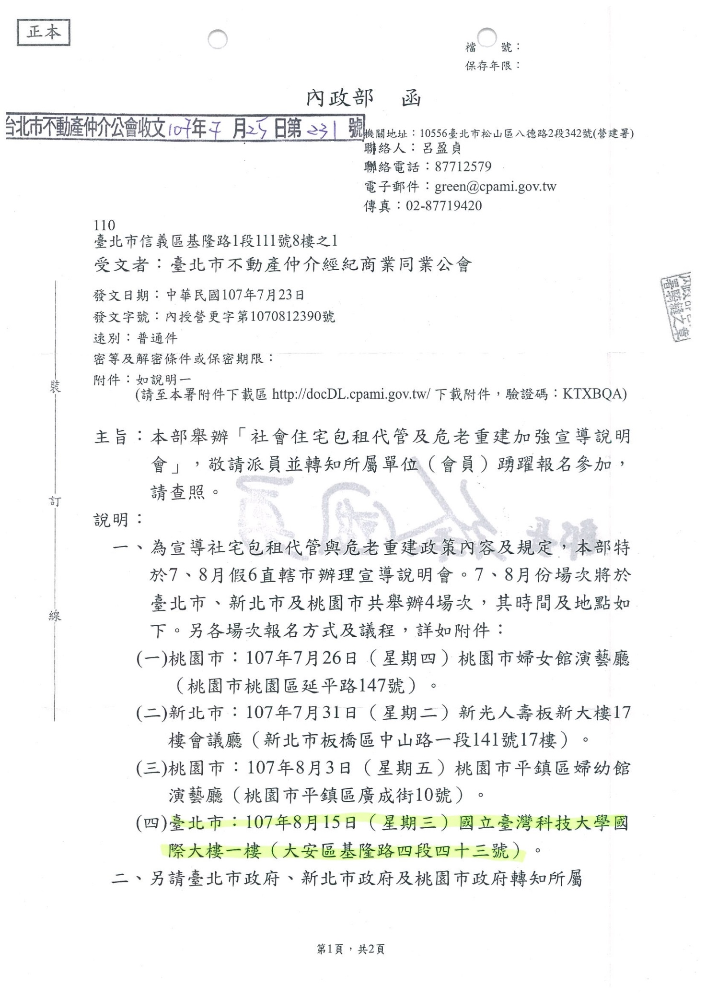 正本
檔　　號：
保存年限：
內政部　函
台北市不動產仲介公會收文107年7月25日第231號
機關地址：10556臺北市松山區八德路2段342號(營建署)
聯絡人：呂盈貞
聯絡電話：87712579
電子郵件：green@cpami.gov.tw
傳真：02-87719420
110
臺北市信義區基隆路1段111號8樓之1
受文者：臺北市不動產仲介經紀商業同業公會
發文日期：中華民國107年7月23日
發文字號：內授營更字第1070812390號
速別：普通件
密等及解密條件或保密期限：
附件：如說明一
(請至本署附件下載區 http://docDL.cpami.gov.tw/ 下載附件，驗證碼：KTXBQA)
主旨：本部舉辦「社會住宅包租代管及危老重建加強宣導說明
會」，敬請派員並轉知所屬單位（會員）踴躍報名參加，
請查照。
說明：
一、為宣導社宅包租代管與危老重建政策內容及規定，本部特
於7、8月假6直轄市辦理宣導說明會。7、8月份場次將於
臺北市、新北市及桃園市共舉辦4場次，其時間及地點如
下。另各場次報名方式及議程，詳如附件：
(一)桃園市：107年7月26日（星期四）桃園市婦女館演藝廳
（桃園市桃園區延平路147號）。
(二)新北市：107年7月31日（星期二）新光人壽板新大樓17
樓會議廳（新北市板橋區中山路一段141號17樓）。
(三)桃園市：107年8月3日（星期五）桃園市平鎮區婦幼館
演藝廳（桃園市平鎮區廣成街10號）。
(四)臺北市：107年8月15日（星期三）國立臺灣科技大學國
際大樓一樓（大安區基隆路四段四十三號）。
二、另請臺北市政府、新北市政府及桃園市政府轉知所屬
裝
訂
線
署騎縫文章
第1頁，共2頁